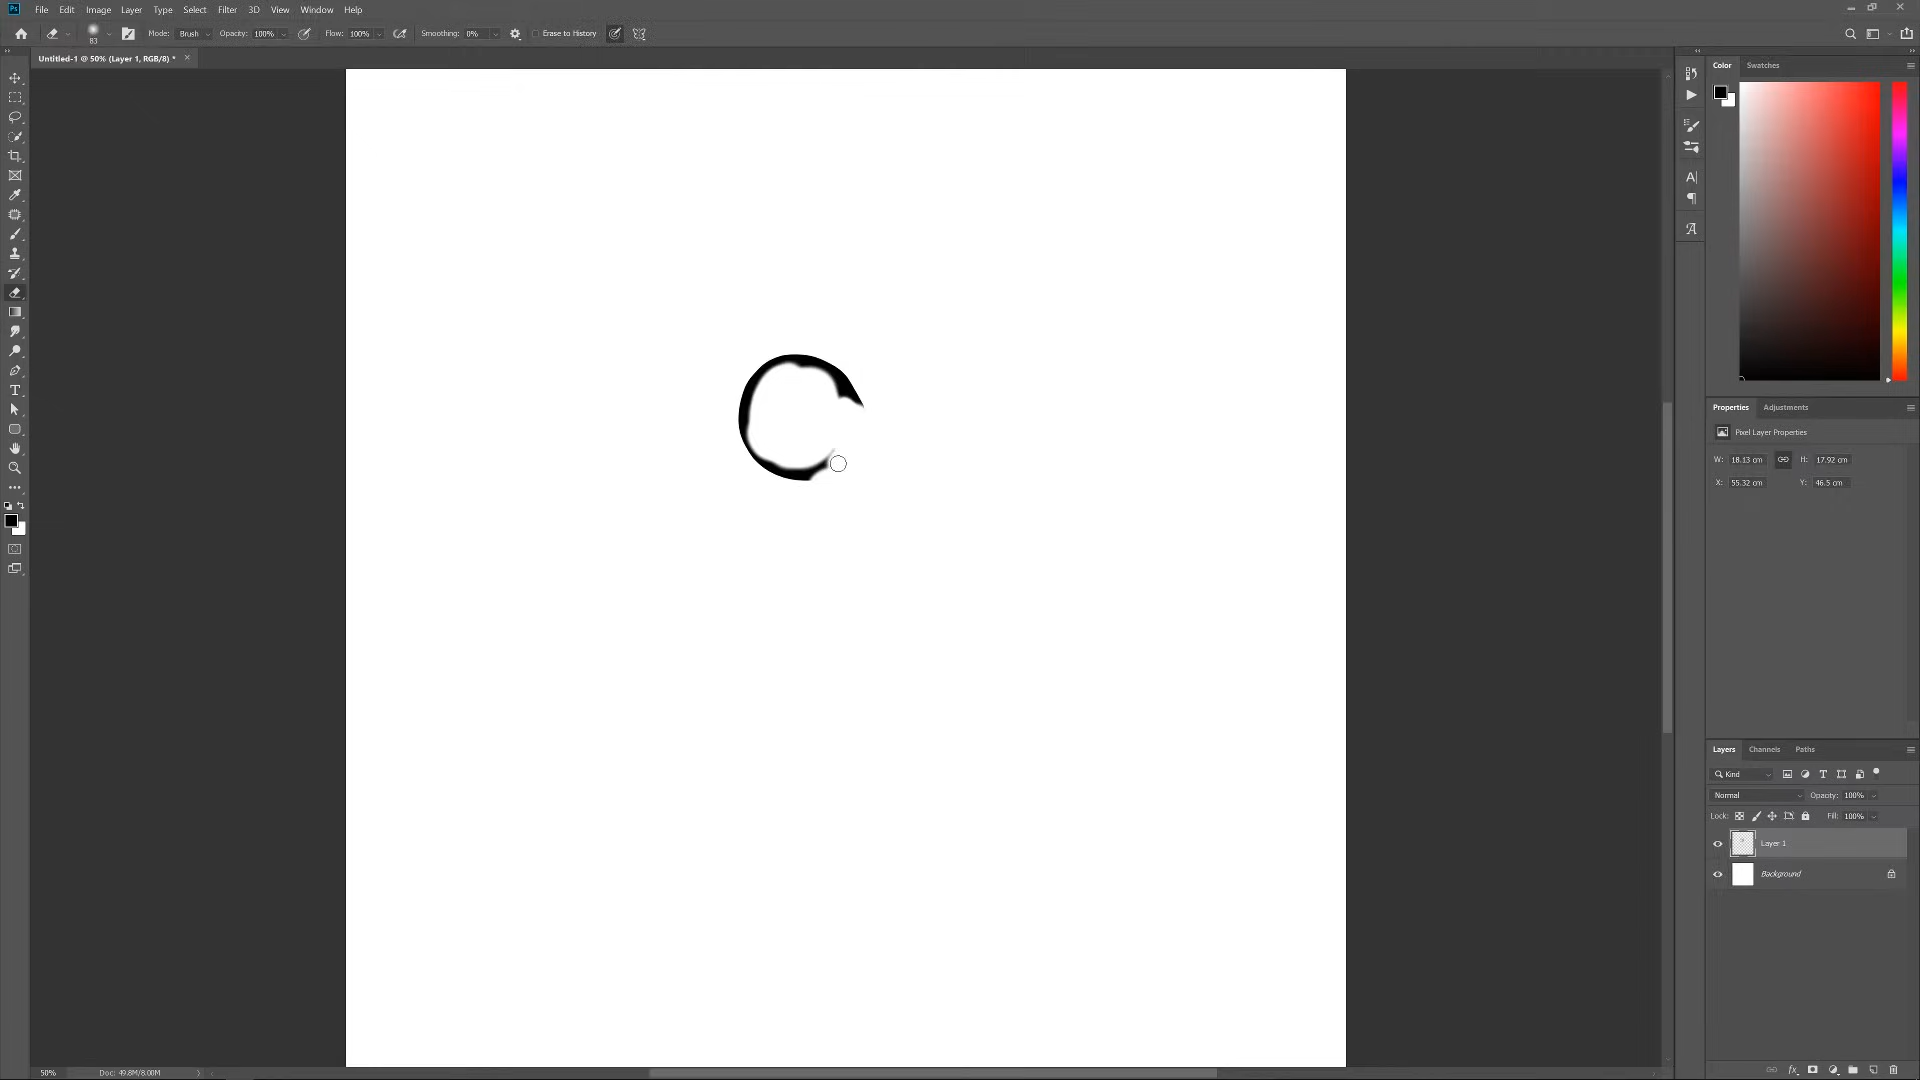 Ps File Edit Image Layer Type Select Filter 3D View Window Help
83 Mode: Brush Opacity: 100% Flow: 100% Smoothing: 0% Erase to History
Untitled-1 @ 50% (Layer 1, RGB/8) *
Color Swatches
Properties Adjustments
Pixel Layer Properties
W: 18.13 cm H: 17.92 cm
X: 55.32 cm Y: 46.5 cm
Layers Channels Paths
Kind
Normal Opacity: 100%
Lock: Fill: 100%
Layer 1
Background
fx
50% Doc: 49.8M/8.00M